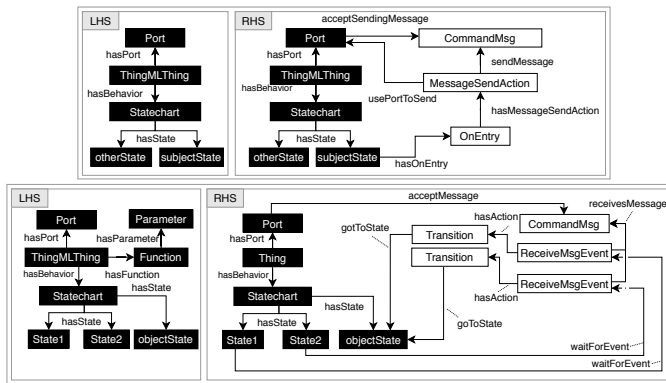 LHS
Port
hasPort
ThingMLThing
hasBehavior
Statechart
hasState
otherState
subjectState
RHS
acceptSendingMessage
Port
CommandMsg
hasPort
sendMessage
ThingMLThing
MessageSendAction
usePortToSend
hasBehavior
Statechart
hasMessageSendAction
hasState
OnEntry
otherState
subjectState
hasOnEntry
LHS
Port
Parameter
hasPort
hasParameter
ThingMLThing
Function
hasBehavior
hasFunction
Statechart
hasState
hasState
State1
State2
objectState
RHS
acceptMessage
receivesMessage
Port
CommandMsg
hasAction
hasPort
gotToState
Transition
Thing
Transition
ReceiveMsgEvent
hasBehavior
ReceiveMsgEvent
Statechart
hasState
hasAction
hasState
goToState
State1
State2
objectState
waitForEvent
waitForEvent